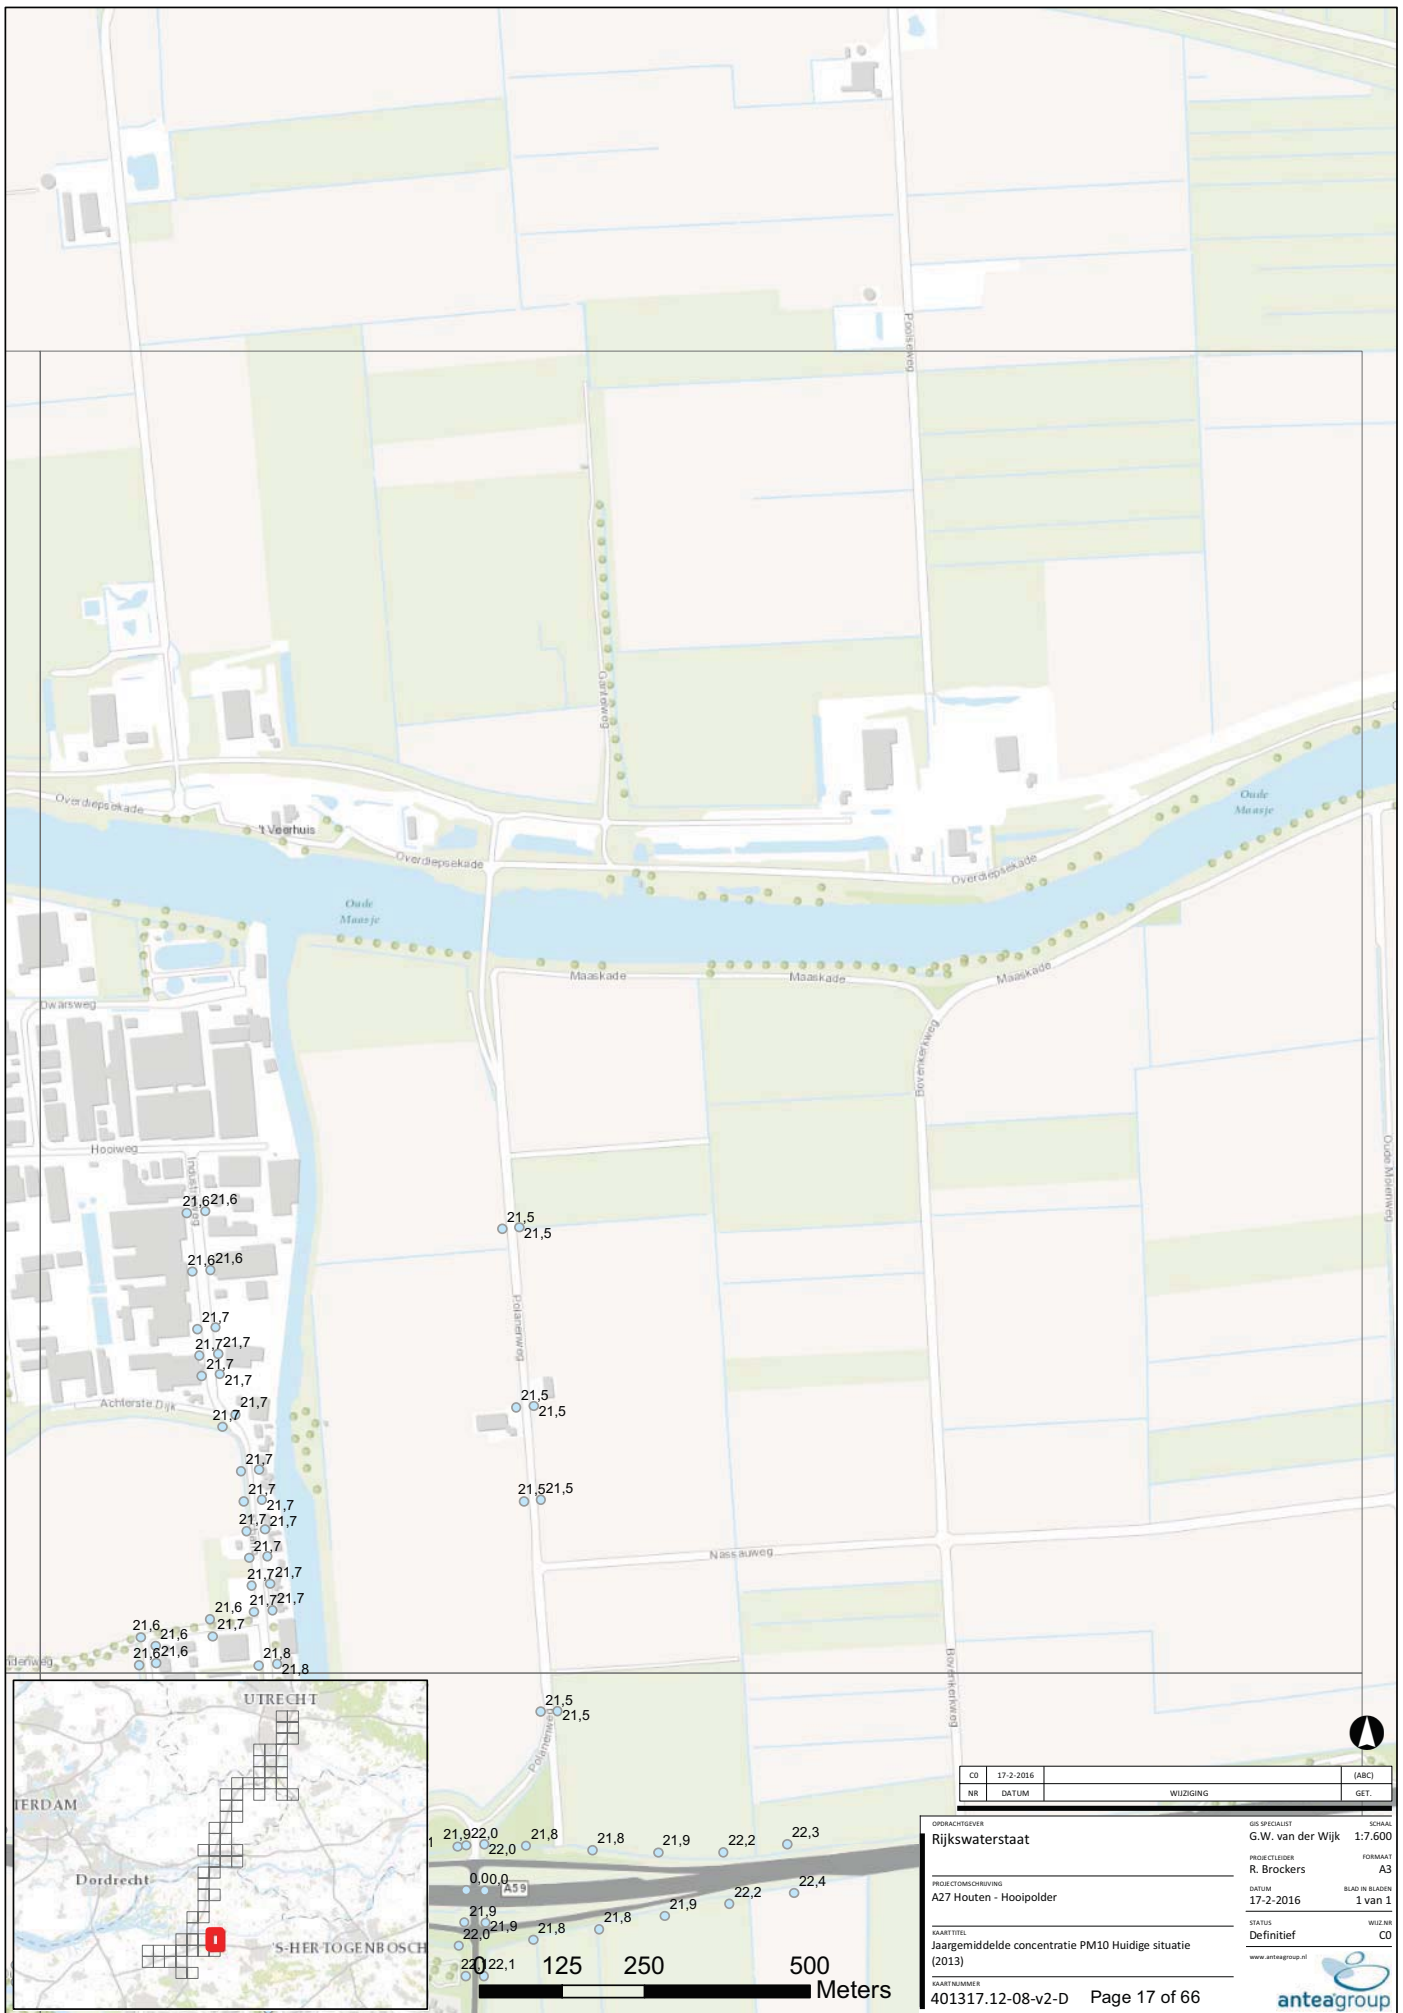 Pooiseweg
Ganteweg
Overdiepsekade
't Veerhuis
Overdiepsekade
Overdiepsekade
Oude
Maasje
Oude
Maasje
Maaskade
Maaskade
Maaskade
Dwarsweg
Bovenkerkweg
Hooiweg
Oude Molenweg
21,6 21,6
21,5
21,5
21,6 21,6
Polanerweg
21,7
21,7 21,7
21,7
21,7
Achterste Dijk
21,7
21,7
21,5
21,5
21,7
21,7
21,7
21,5 21,5
21,7
21,7
Nassauweg
21,7
21,7 21,7
21,7 21,7
21,6
21,7
21,6
21,6
21,6 21,6
21,8
21,8
Bovenkerkweg
21,5
21,5
Polanerweg
UTRECHT
TERDAM
Dordrecht
'S-HERTOGENBOSCH
21,9 22,0
22,0
21,8
21,8
21,9
22,2
22,3
0,0 0,0
A59
22,4
22,2
21,9
21,9
21,9
21,8
21,8
22,0
22,1 22,1
0 125 250 500
Meters
C0 17-2-2016 (ABC)
NR DATUM WIJZIGING GET.
OPDRACHTGEVER
Rijkswaterstaat
GIS SPECIALIST
G.W. van der Wijk
SCHAAL
1:7.600
PROJECTLEIDER
R. Brockers
FORMAAT
A3
PROJECTOMSCHRIJVING
A27 Houten - Hooipolder
DATUM
17-2-2016
BLAD IN BLADEN
1 van 1
KAARTTITEL
Jaargemiddelde concentratie PM10 Huidige situatie
(2013)
STATUS
Definitief
WIJZ.NR
C0
www.anteagroup.nl
KAARTNUMMER
401317.12-08-v2-D Page 17 of 66
anteagroup